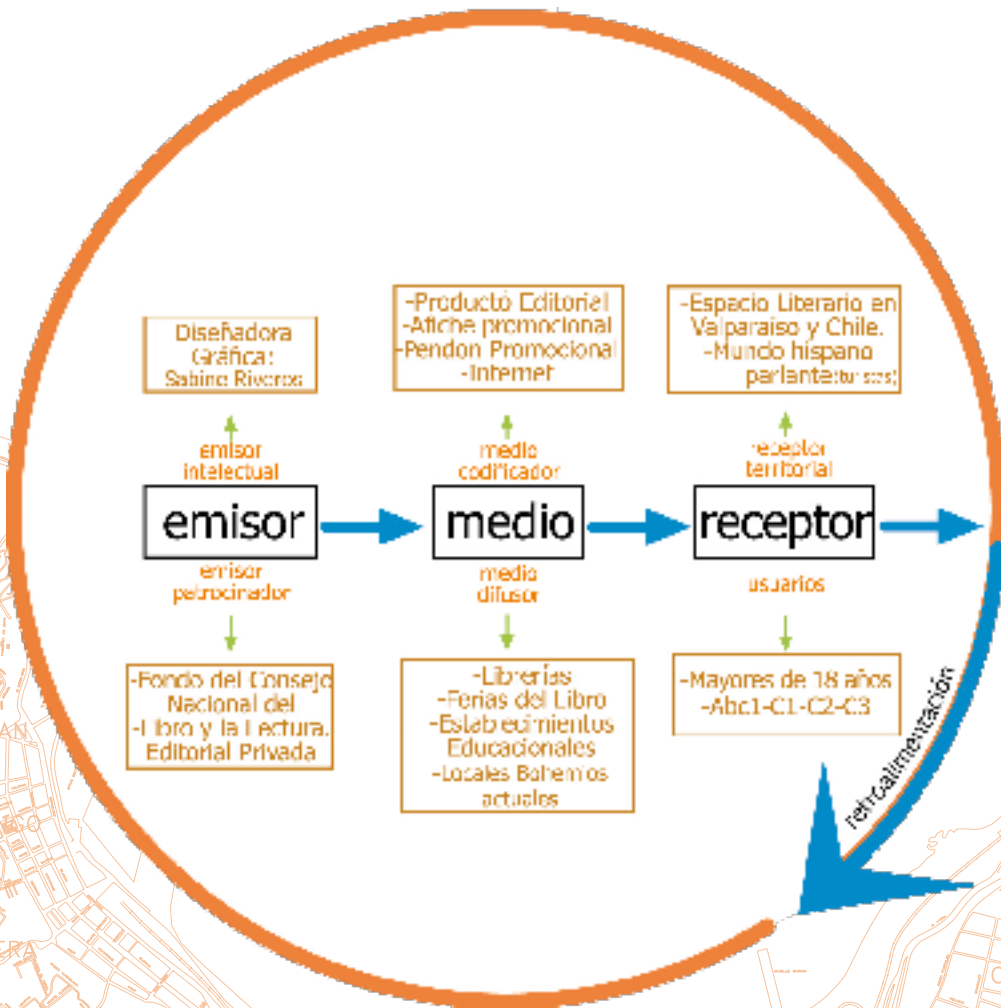 -Producto Editorial
-Afiche promocional
-Pendon Promocional
-Internet
-Espacio Literario en
Valparaiso y Chile.
-Mundo hispano
parlante(turistas)
Diseñadora
Gráfica:
Sabine Riveros
emisor
intelectual
medio
codificador
receptor
territorial
emisor
medio
receptor
emisor
patrocinador
medio
difusor
usuarios
-Fondo del Consejo
Nacional del
-Libro y la Lectura.
Editorial Privada
-Librerías
-Ferias del Libro
-Establecimientos
Educacionales
-Locales Bohemios
actuales
-Mayores de 18 años
-Abc1-C1-C2-C3
retroalimentación